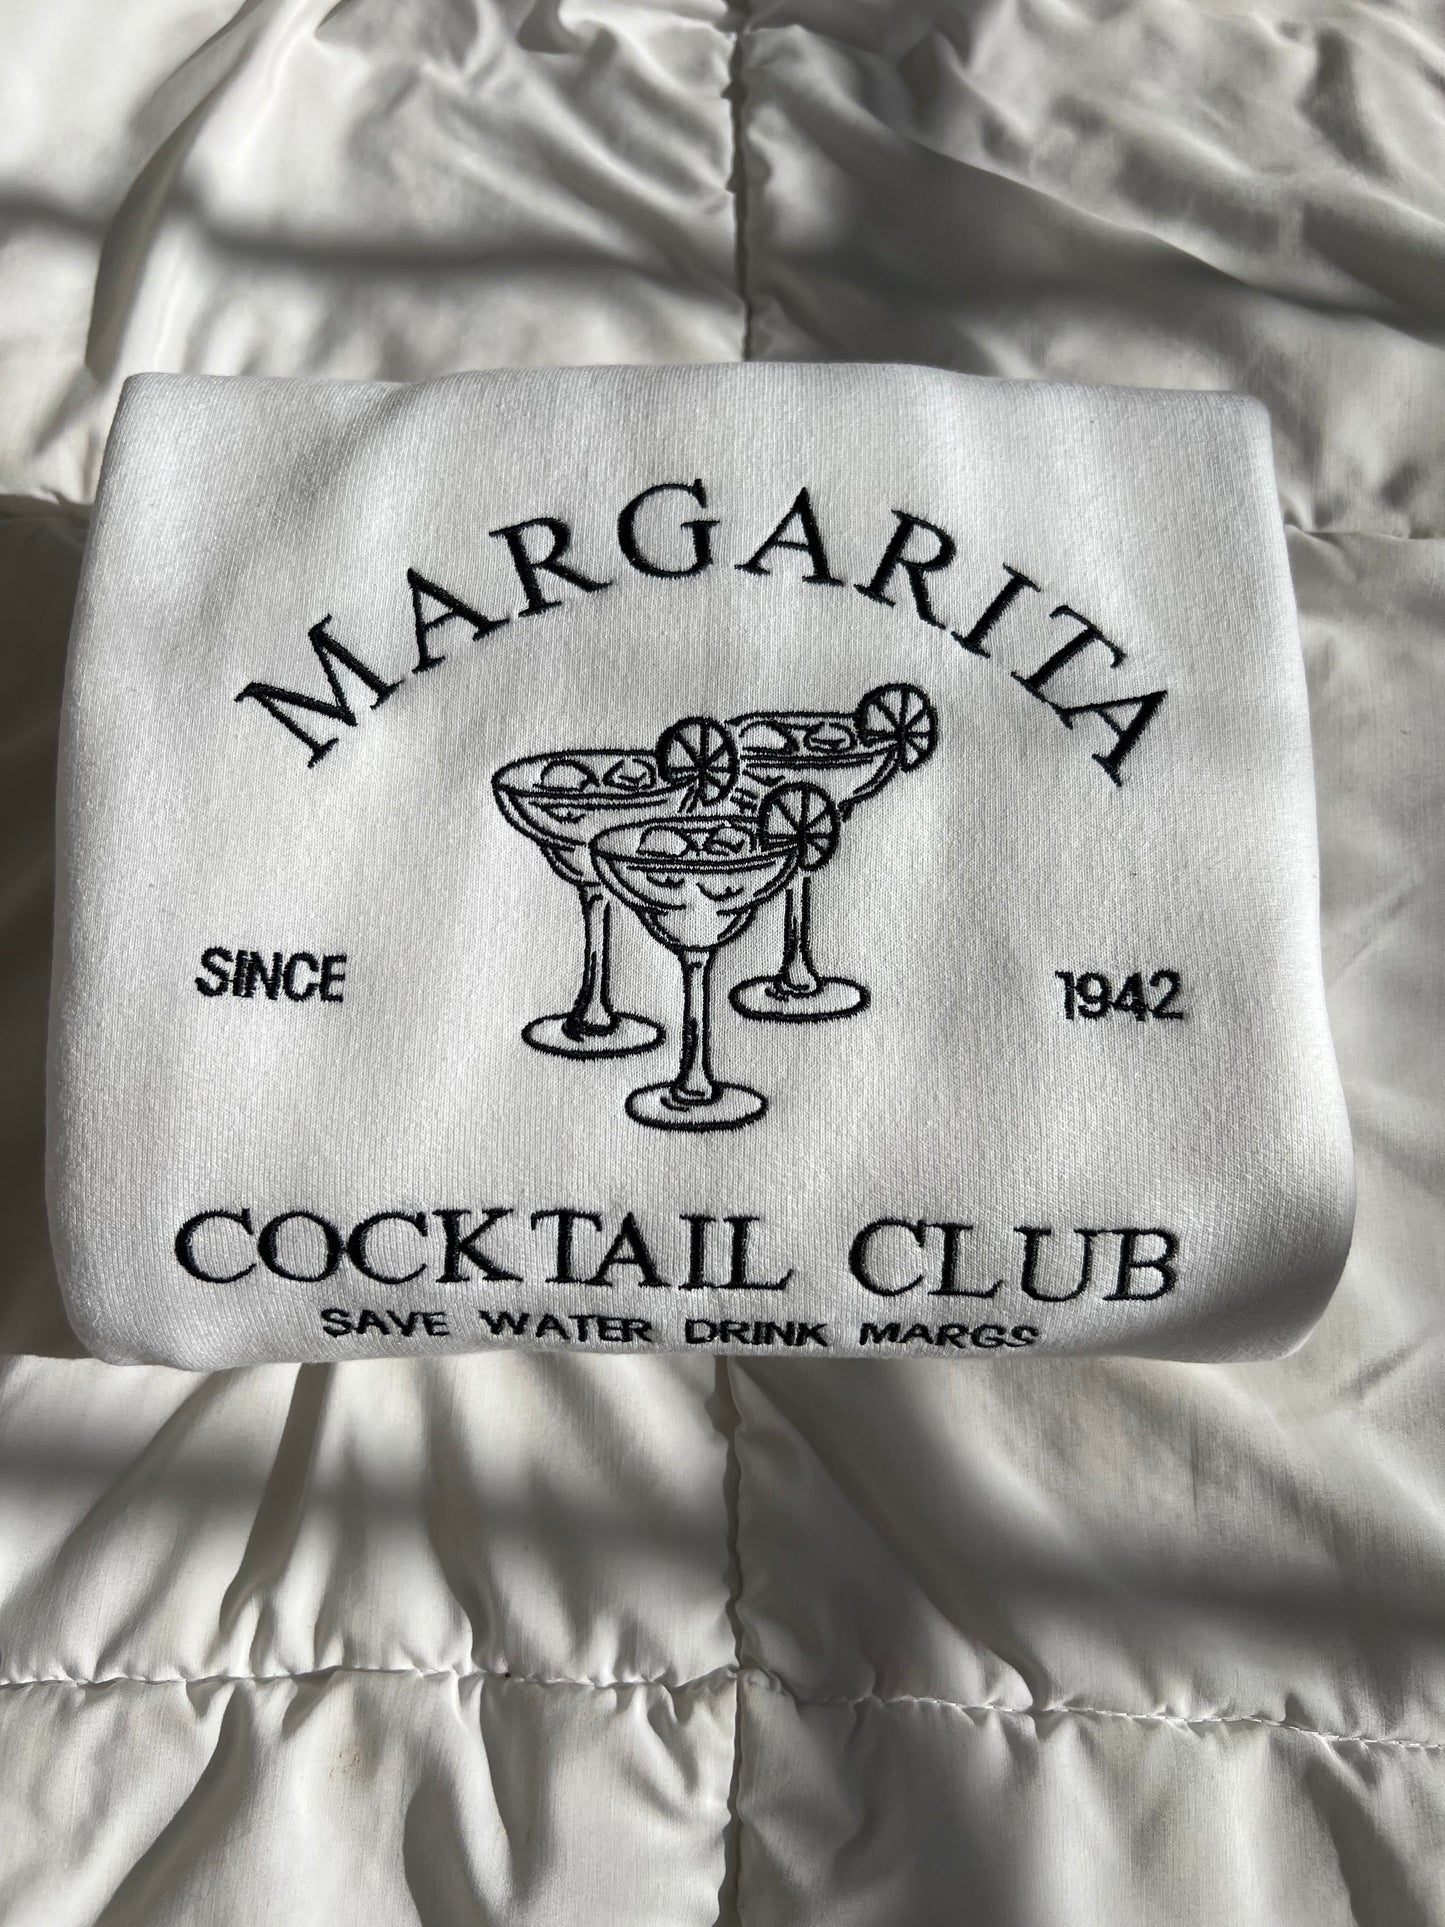 MARGARITA
SINCE 1942
COCKTAIL CLUB
SAVE WATER DRINK MARGS